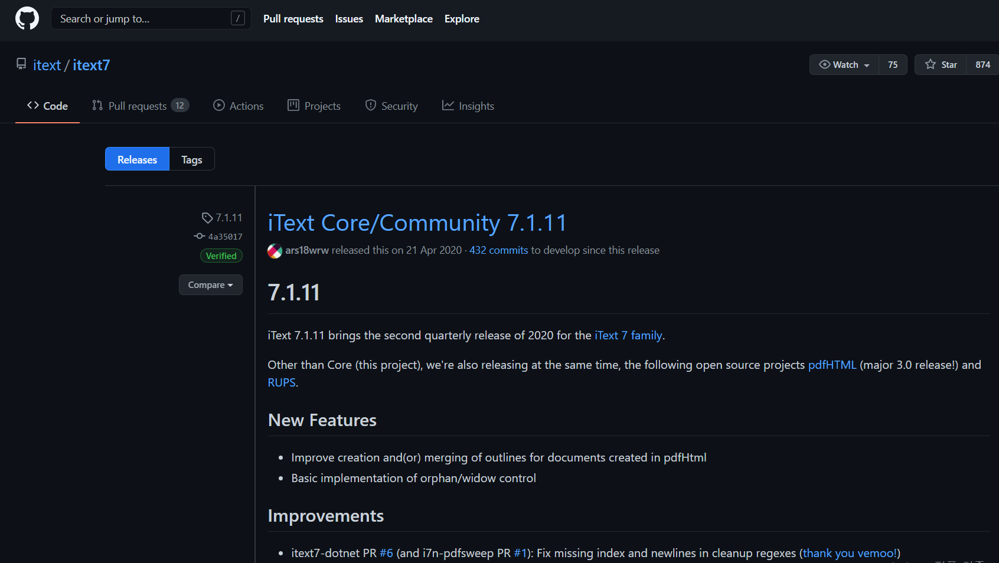 Search or jump to... /
Pull requests Issues Marketplace Explore
itext / itext7
Watch 75 Star 874
Code Pull requests 12 Actions Projects Security Insights
Releases Tags
7.1.11
4a35017
Verified
Compare
iText Core/Community 7.1.11
ars18wrw released this on 21 Apr 2020 · 432 commits to develop since this release
7.1.11
iText 7.1.11 brings the second quarterly release of 2020 for the iText 7 family.
Other than Core (this project), we're also releasing at the same time, the following open source projects pdfHTML (major 3.0 release!) and
RUPS.
New Features
• Improve creation and(or) merging of outlines for documents created in pdfHtml
• Basic implementation of orphan/widow control
Improvements
• itext7-dotnet PR #6 (and i7n-pdfsweep PR #1): Fix missing index and newlines in cleanup regexes (thank you vemoo!)